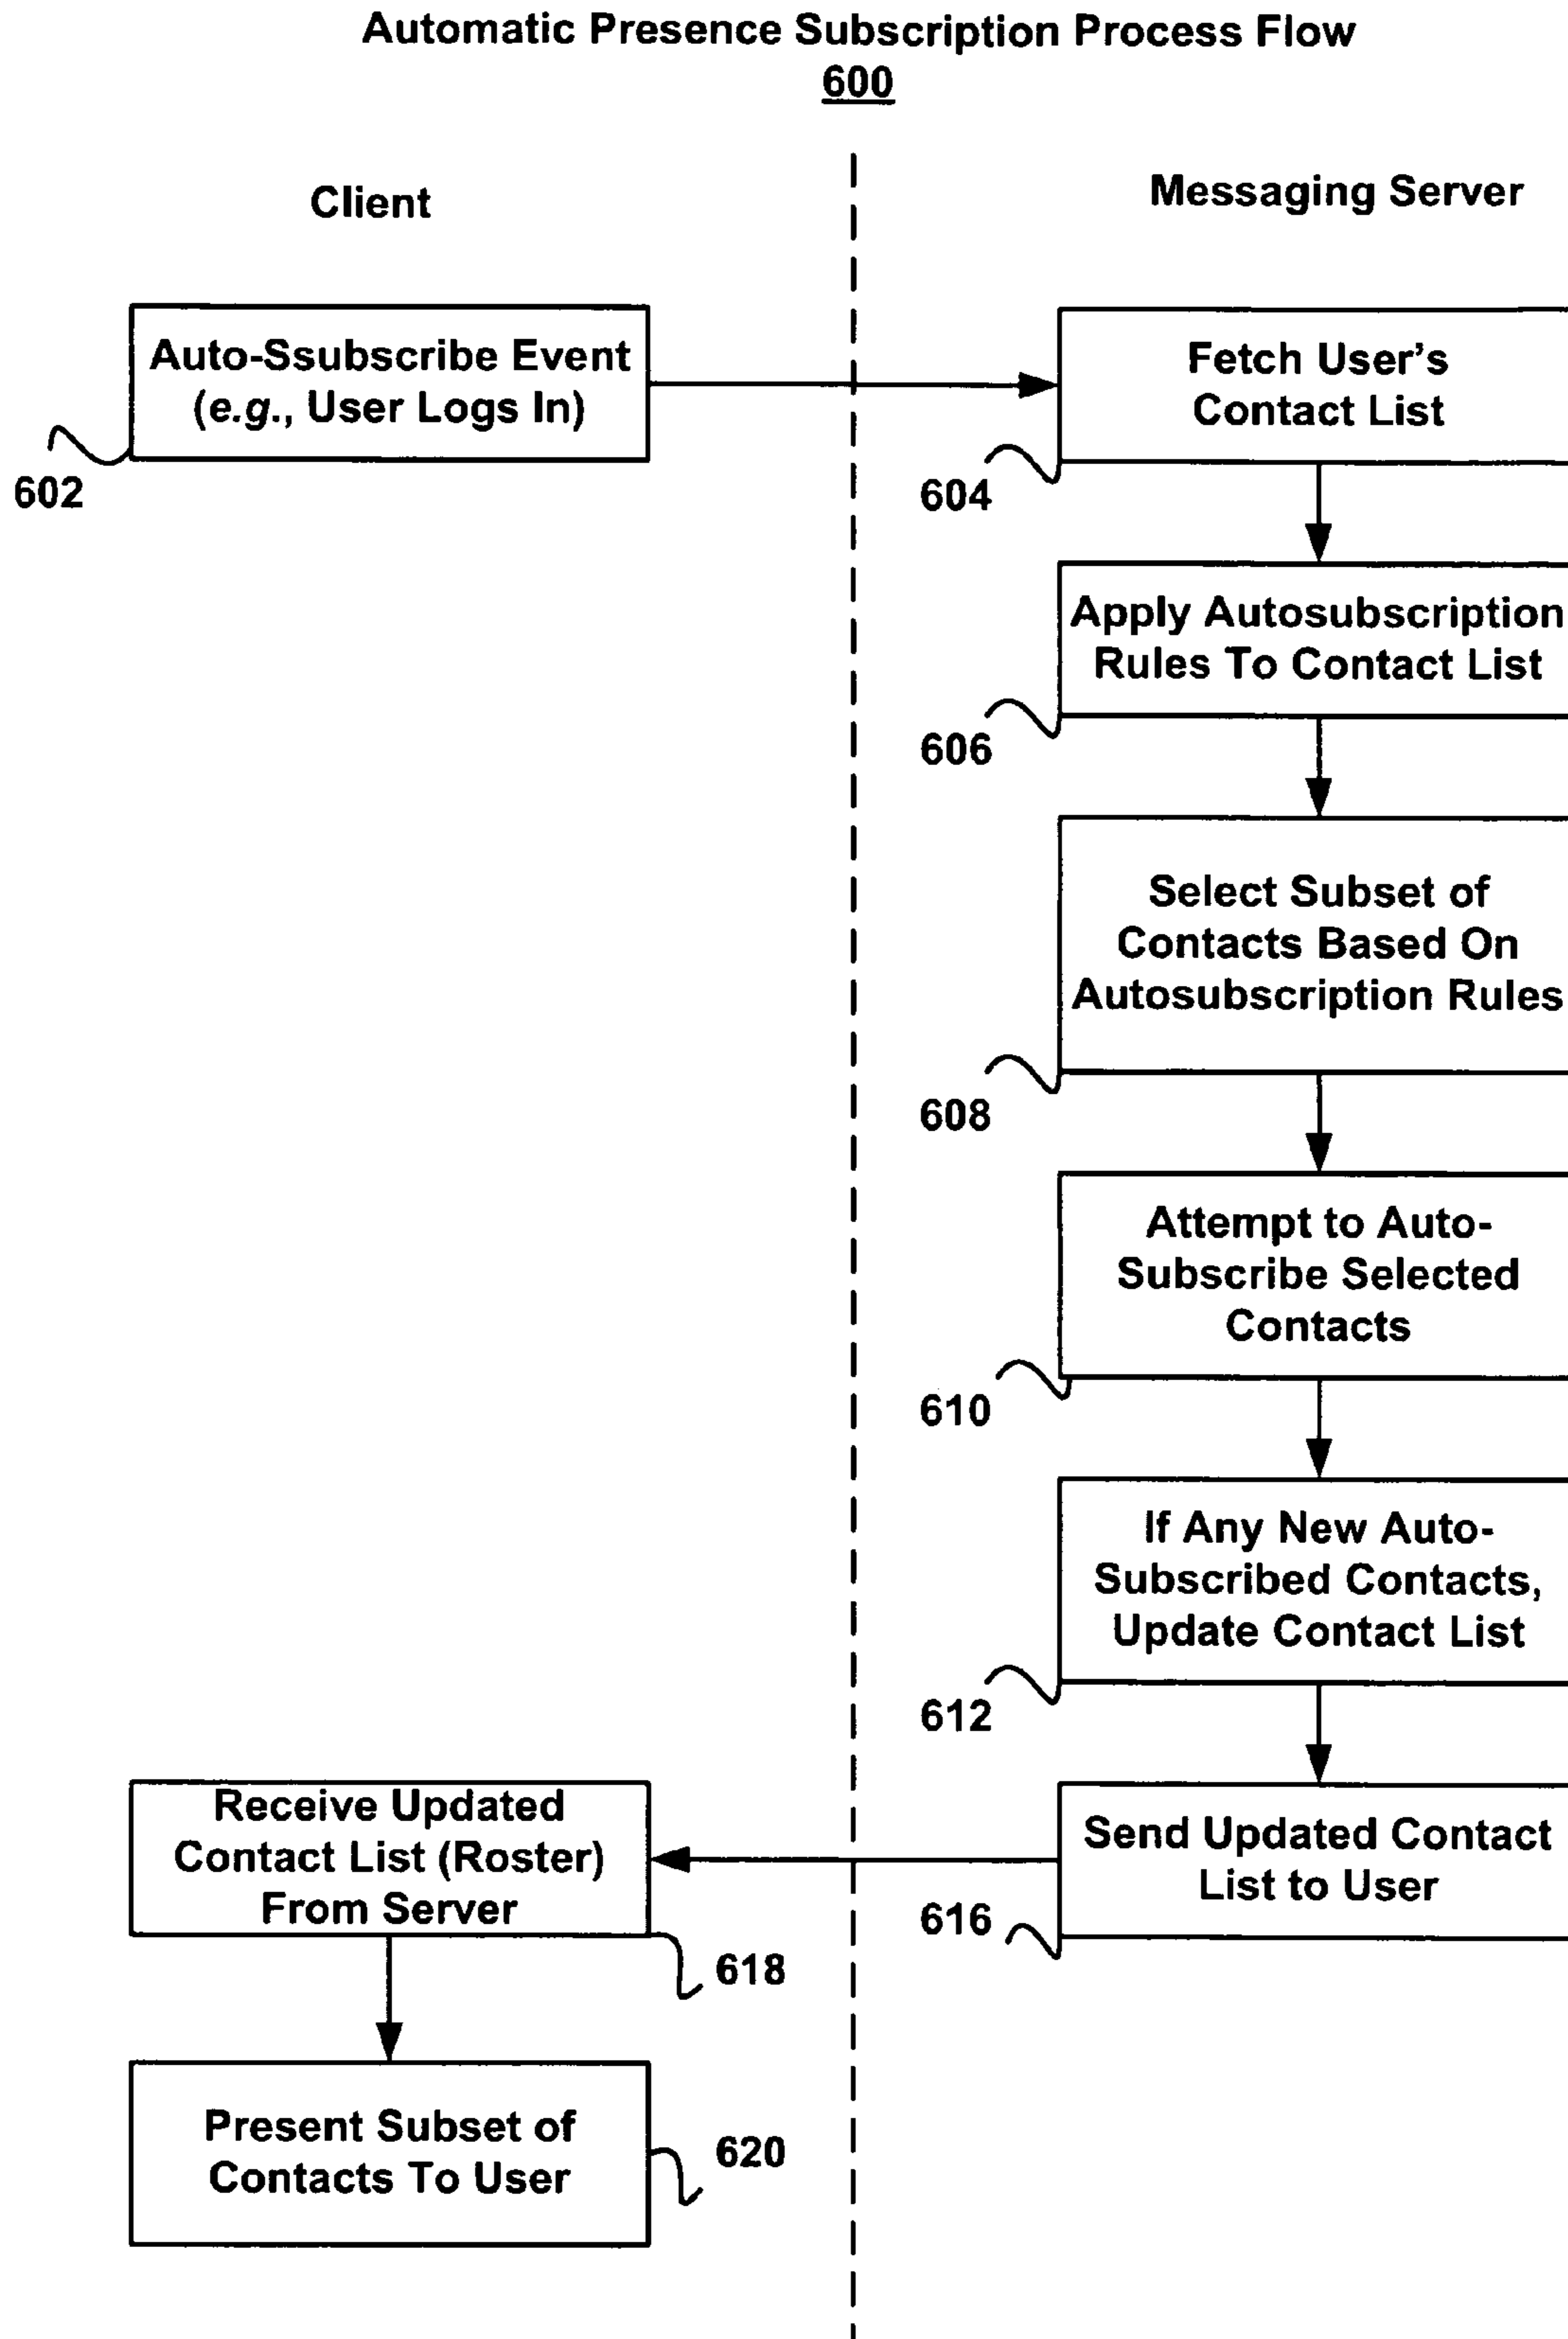 Automatic Presence Subscription Process Flow
600
Client
Messaging Server
Auto-Ssubscribe Event
(e.g., User Logs In)
602
Fetch User's
Contact List
604
Apply Autosubscription
Rules To Contact List
606
Select Subset of
Contacts Based On
Autosubscription Rules
608
Attempt to Auto-
Subscribe Selected
Contacts
610
If Any New Auto-
Subscribed Contacts,
Update Contact List
612
Send Updated Contact
List to User
616
Receive Updated
Contact List (Roster)
From Server
618
Present Subset of
Contacts To User
620